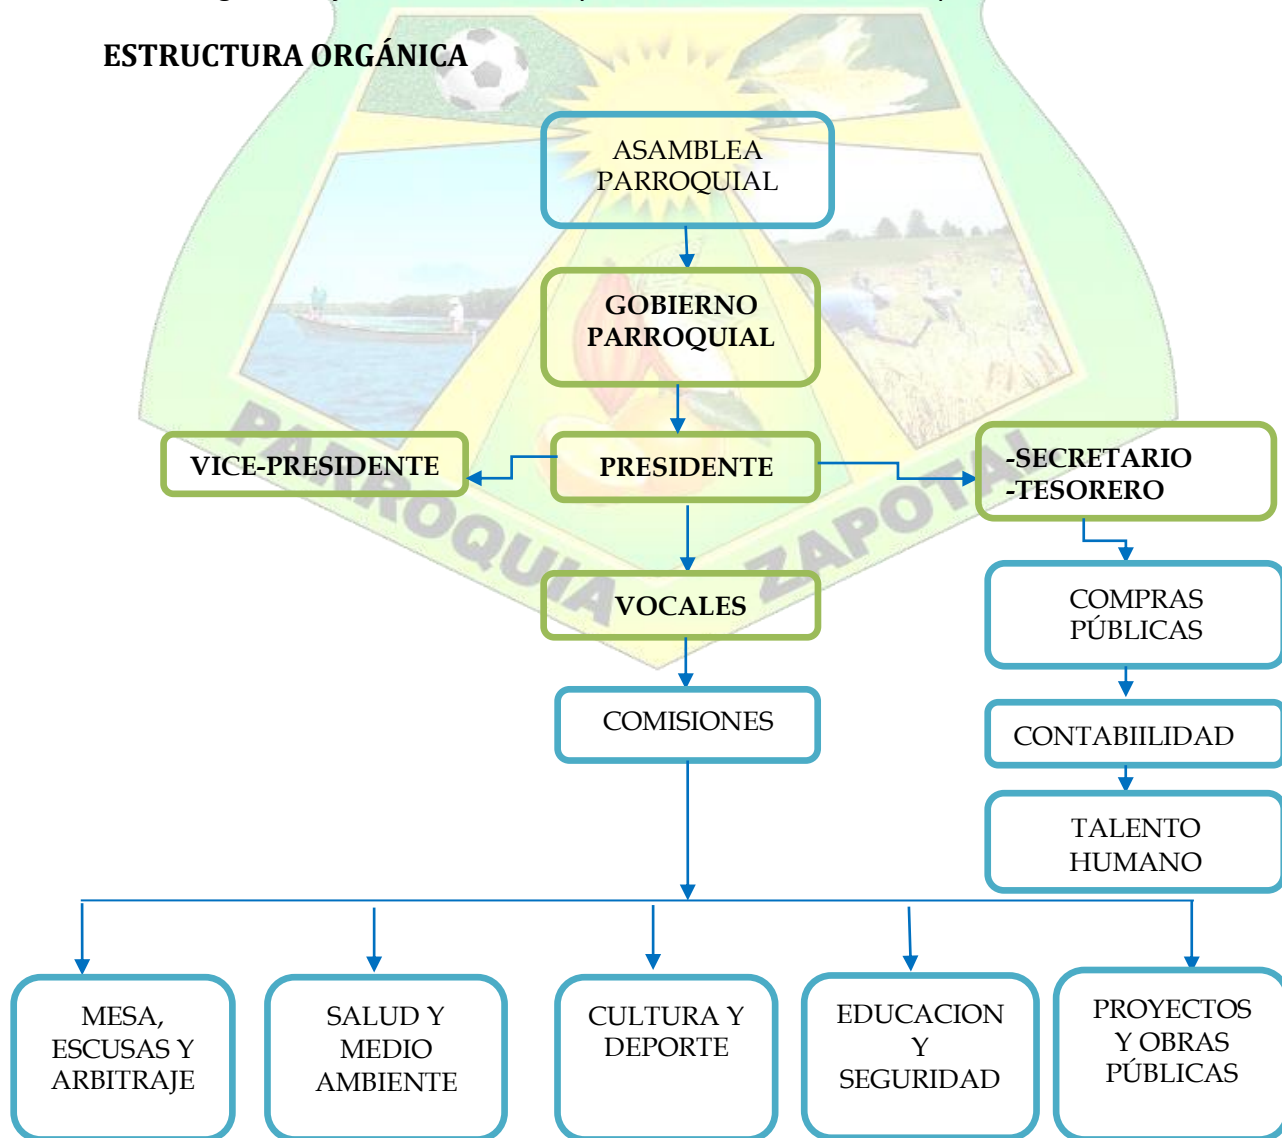 ESTRUCTURA ORGÁNICA
ASAMBLEA
PARROQUIAL
GOBIERNO
PARROQUIAL
VICE-PRESIDENTE
PRESIDENTE
-SECRETARIO
-TESORERO
PARROQUIA ZAPOTAL
VOCALES
COMPRAS
PÚBLICAS
COMISIONES
CONTABIILIDAD
TALENTO
HUMANO
MESA,
ESCUSAS Y
ARBITRAJE
SALUD Y
MEDIO
AMBIENTE
CULTURA Y
DEPORTE
EDUCACION
Y
SEGURIDAD
PROYECTOS
Y OBRAS
PÚBLICAS